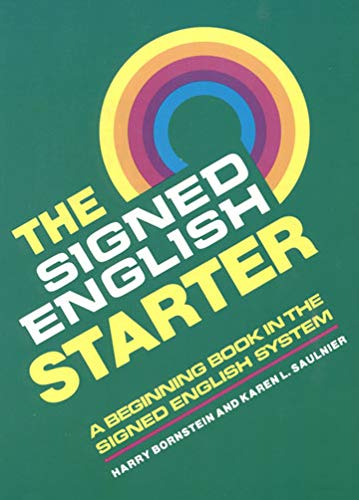 THE
SIGNED
ENGLISH
STARTER
A BEGINNING BOOK IN THE
SIGNED ENGLISH SYSTEM
HARRY BORNSTEIN AND KAREN L. SAULNIER